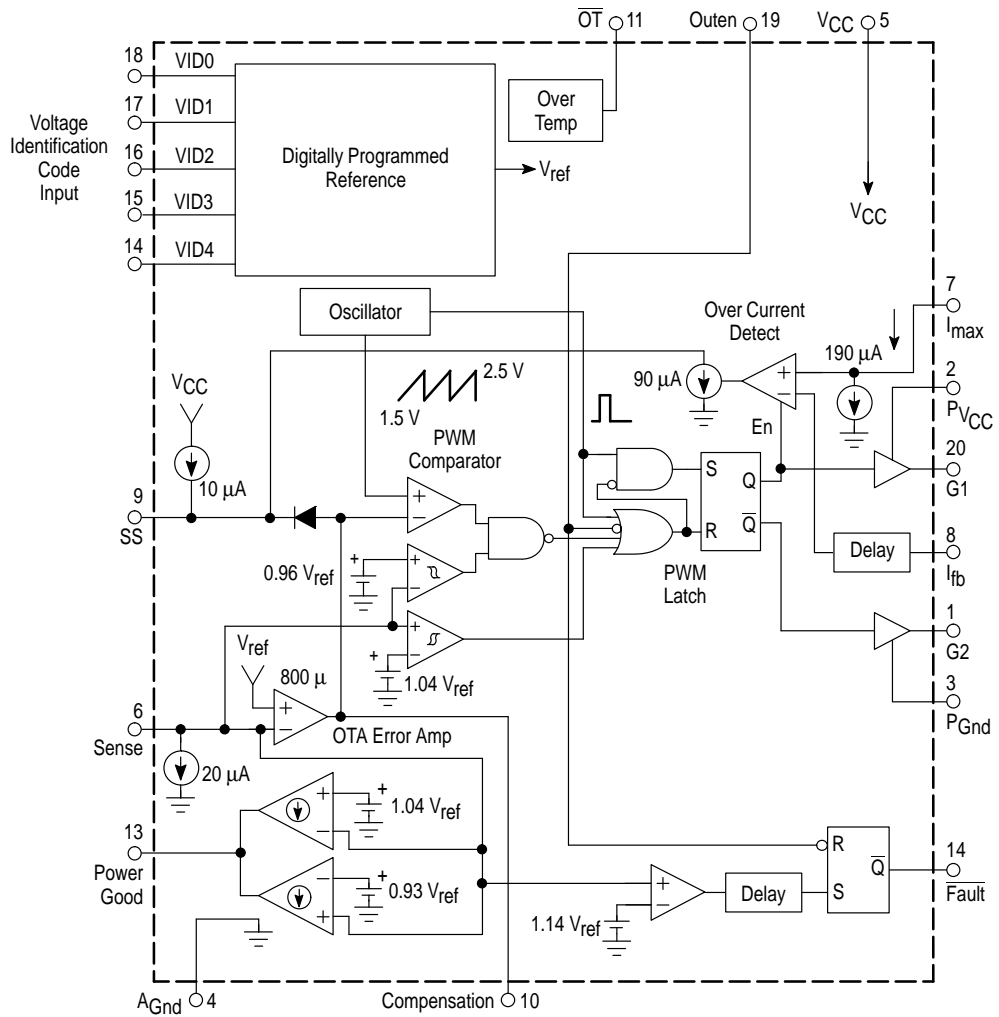 OT 11
Outen 19
VCC 5
18 VID0
17 VID1
16 VID2
15 VID3
14 VID4
Voltage
Identification
Code
Input
Digitally Programmed
Reference
Over
Temp
Vref
VCC
Oscillator
Over Current
Detect
7
Imax
190 µA
90 µA
2
PVCC
VCC
2.5 V
1.5 V
PWM
Comparator
En
20
G1
10 µA
9
SS
+
−
S
Q
R
Q
+
−
+
−
0.96 Vref
+
−
+
−
+
1.04 Vref
PWM
Latch
Delay
8
Ifb
1
G2
3
PGnd
Vref
800 µ
+
−
OTA Error Amp
6
Sense
20 µA
+
−
+
1.04 Vref
13
Power
Good
−
+
+
0.93 Vref
+
−
1.14 Vref
Delay
R
S
Q
14
Fault
AGnd 4
Compensation 10